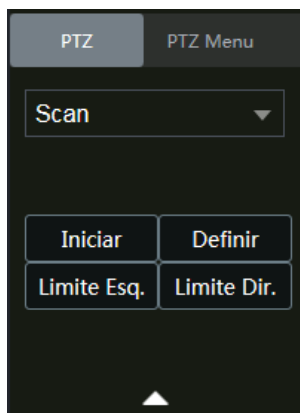 PTZ PTZ Menu
Scan
Iniciar Definir
Limite Esq. Limite Dir.